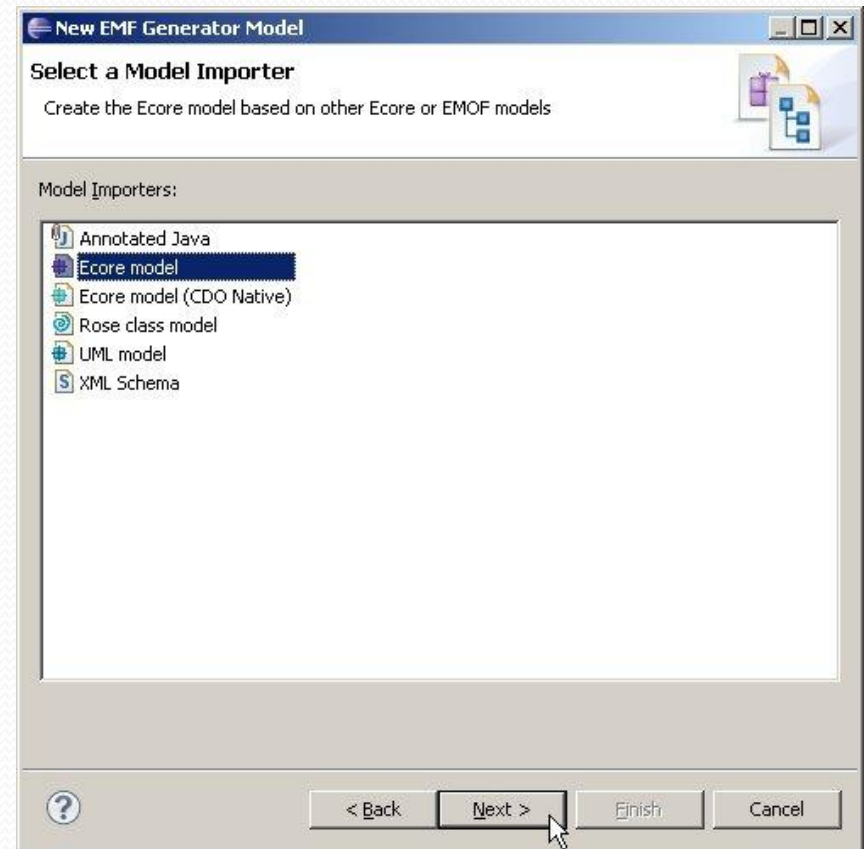 New EMF Generator Model
Select a Model Importer
Create the Ecore model based on other Ecore or EMOF models
Model Importers:
Annotated Java
Ecore model
Ecore model (CDO Native)
Rose class model
UML model
XML Schema
? < Back Next > Finish Cancel